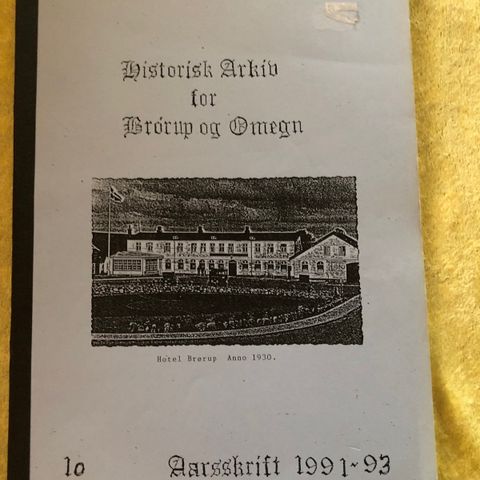 Historisk Arkiv
for
Brørup og Omegn
Hotel Brørup Anno 1930.
10 Aarsskrift 1991-93